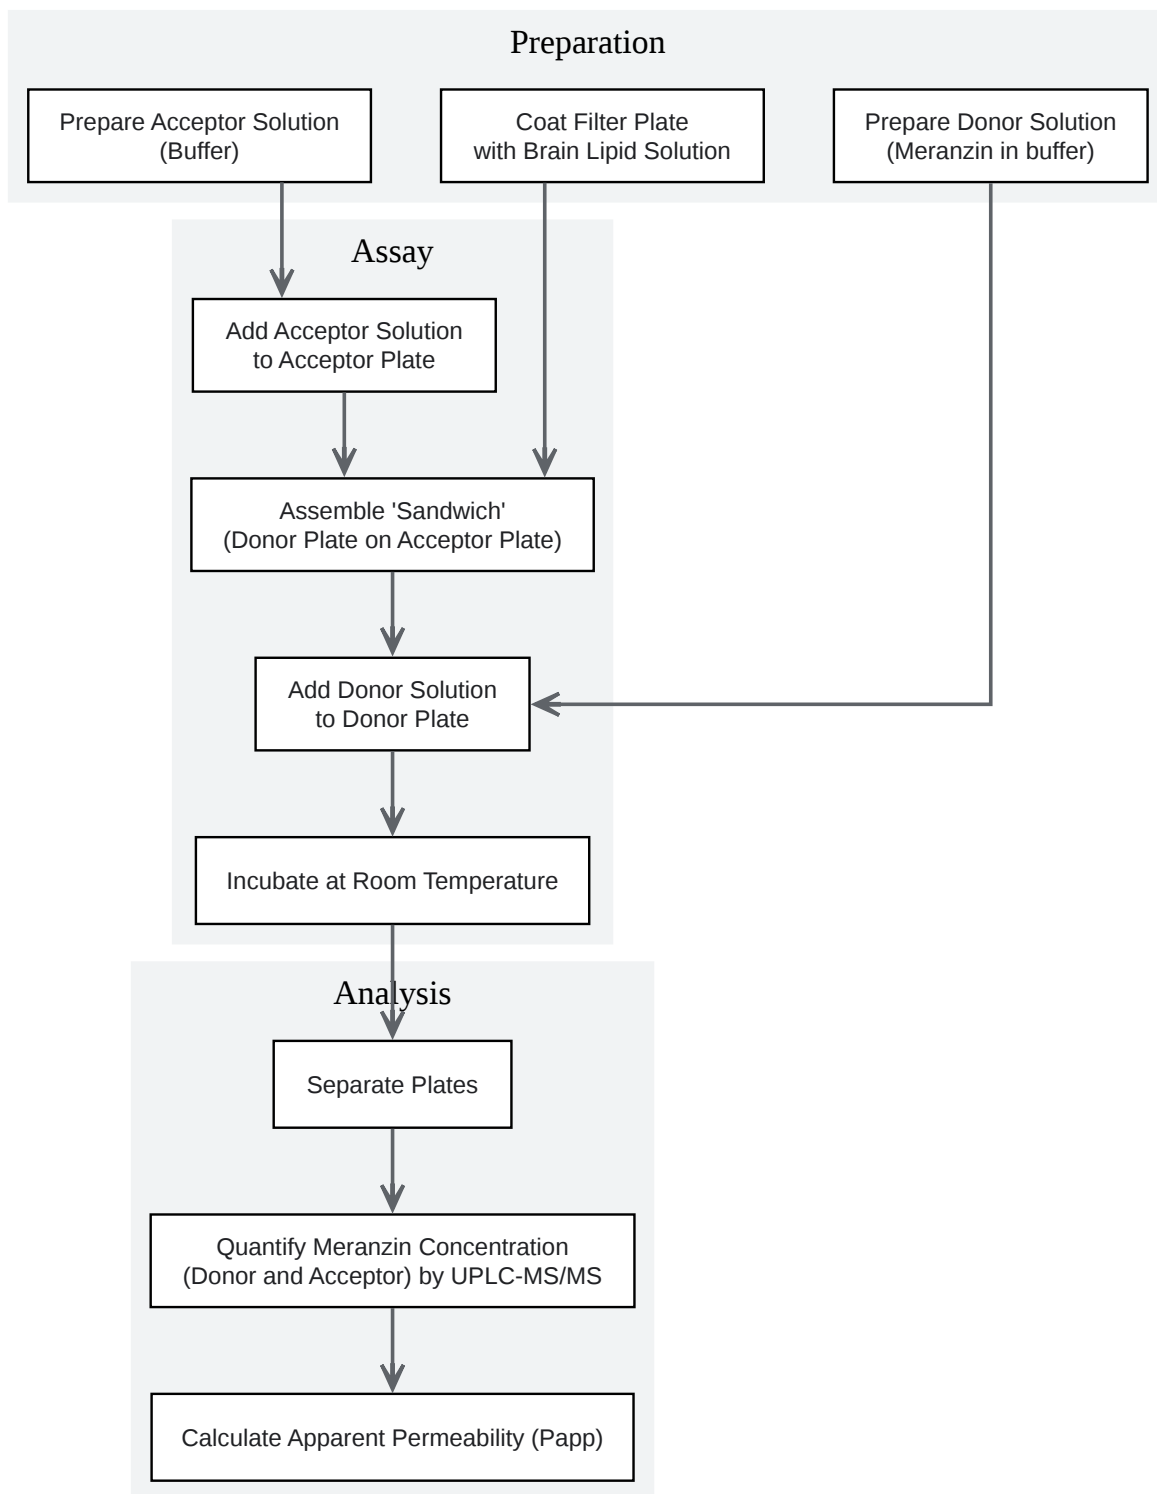 Preparation
Prepare Acceptor Solution
(Buffer)
Coat Filter Plate
with Brain Lipid Solution
Prepare Donor Solution
(Meranzin in buffer)
Assay
Add Acceptor Solution
to Acceptor Plate
Assemble 'Sandwich'
(Donor Plate on Acceptor Plate)
Add Donor Solution
to Donor Plate
Incubate at Room Temperature
Analysis
Separate Plates
Quantify Meranzin Concentration
(Donor and Acceptor) by UPLC-MS/MS
Calculate Apparent Permeability (Papp)